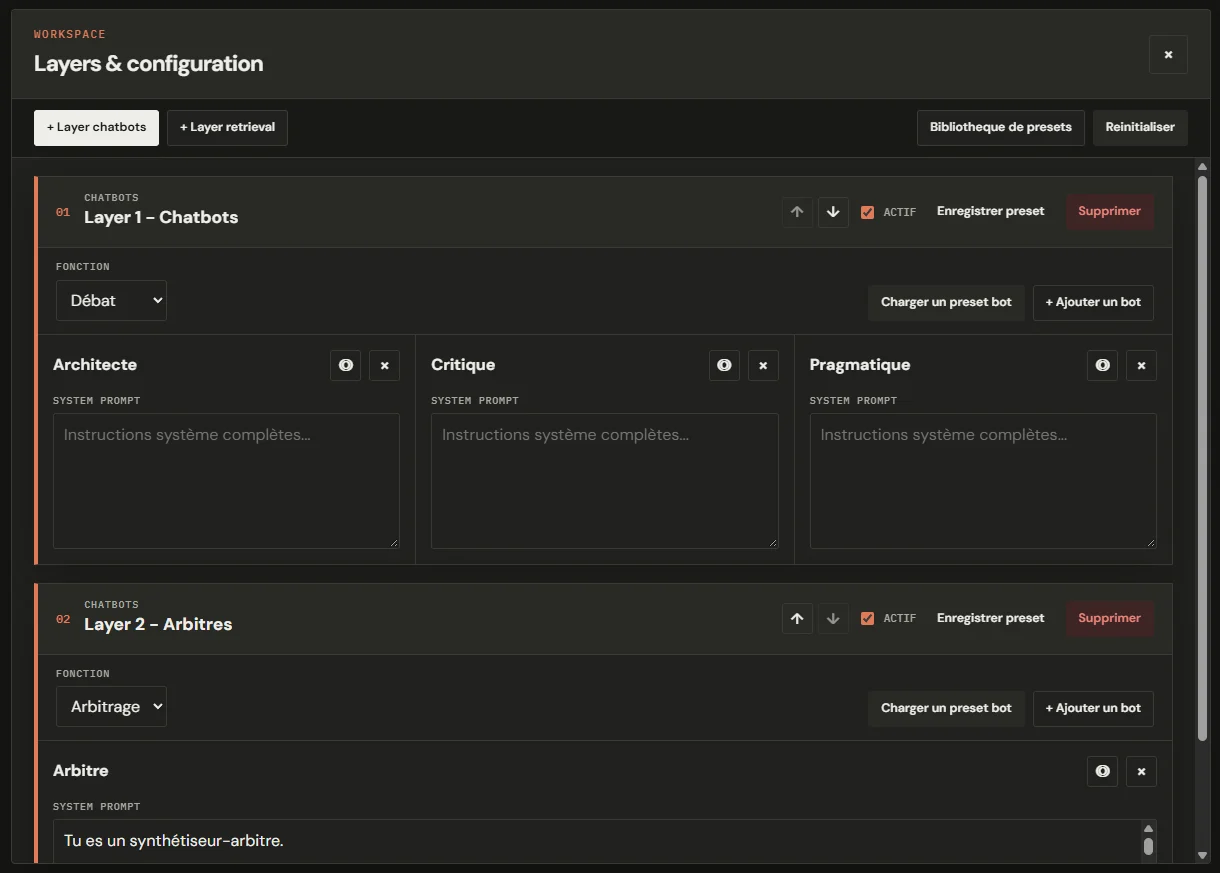 WORKSPACE
Layers & configuration
×
+ Layer chatbots
+ Layer retrieval
Bibliotheque de presets
Reinitialiser
01
CHATBOTS
Layer 1 – Chatbots
↑
↓
ACTIF
Enregistrer preset
Supprimer
FONCTION
Débat
Charger un preset bot
+ Ajouter un bot
Architecte
×
SYSTEM PROMPT
Instructions système complètes...
Critique
×
SYSTEM PROMPT
Instructions système complètes...
Pragmatique
×
SYSTEM PROMPT
Instructions système complètes...
02
CHATBOTS
Layer 2 – Arbitres
↑
↓
ACTIF
Enregistrer preset
Supprimer
FONCTION
Arbitrage
Charger un preset bot
+ Ajouter un bot
Arbitre
×
SYSTEM PROMPT
Tu es un synthétiseur-arbitre.